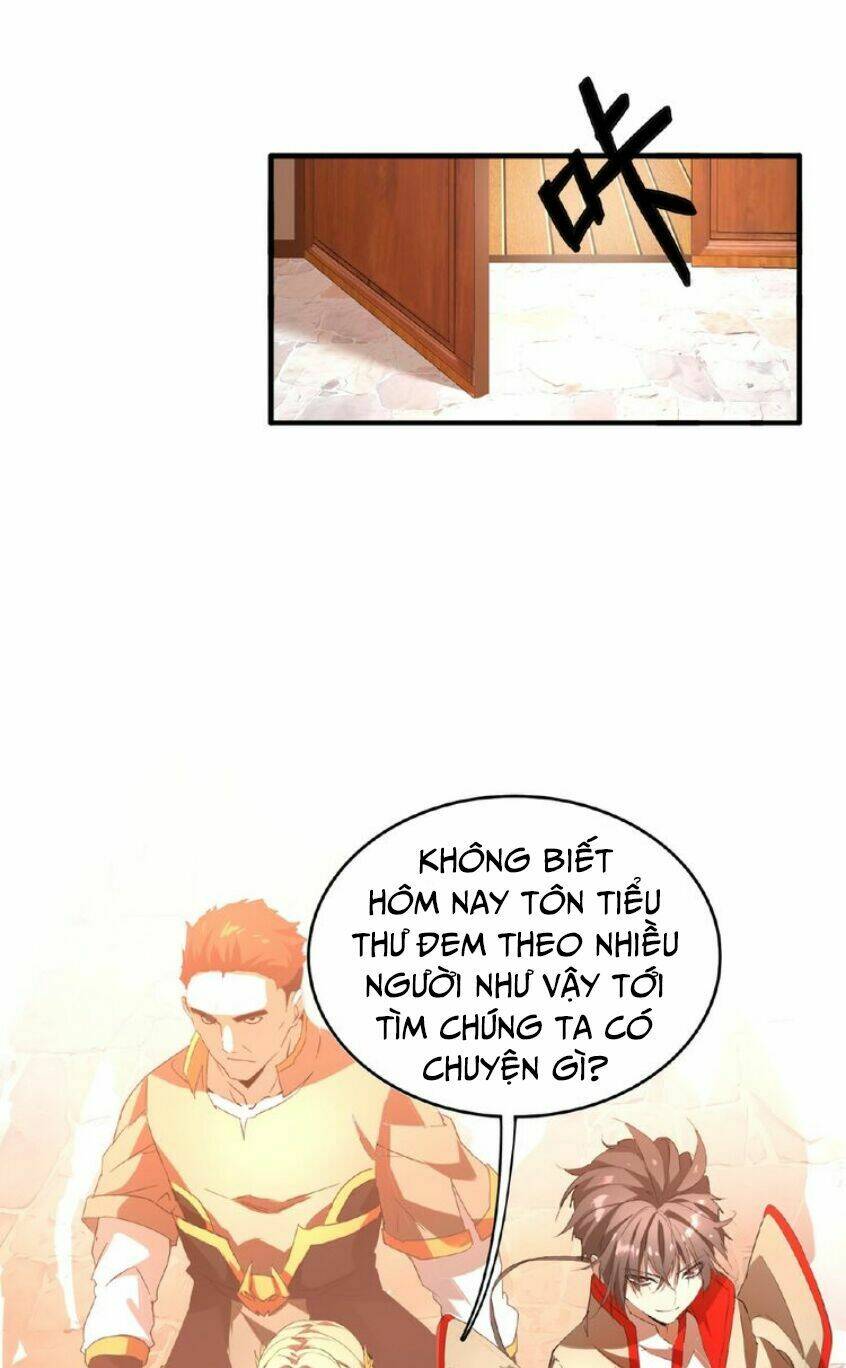 咔
KHÔNG BIẾT
HÔM NAY TÔN TIỂU
THƯ ĐEM THEO NHIỀU
NGƯỜI NHƯ VẬY TỚI
TÌM CHÚNG TA CÓ
CHUYỆN GÌ?